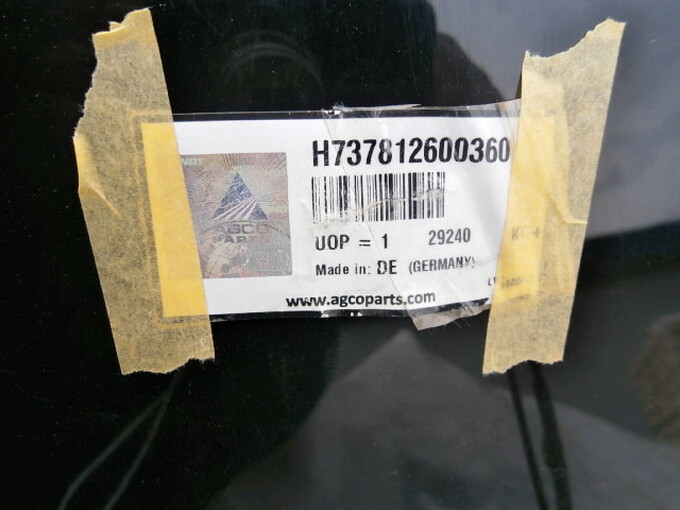 H737812600360
AGCO
PARTS
UOP = 1 29240
Made in: DE (GERMANY)
www.agcoparts.com